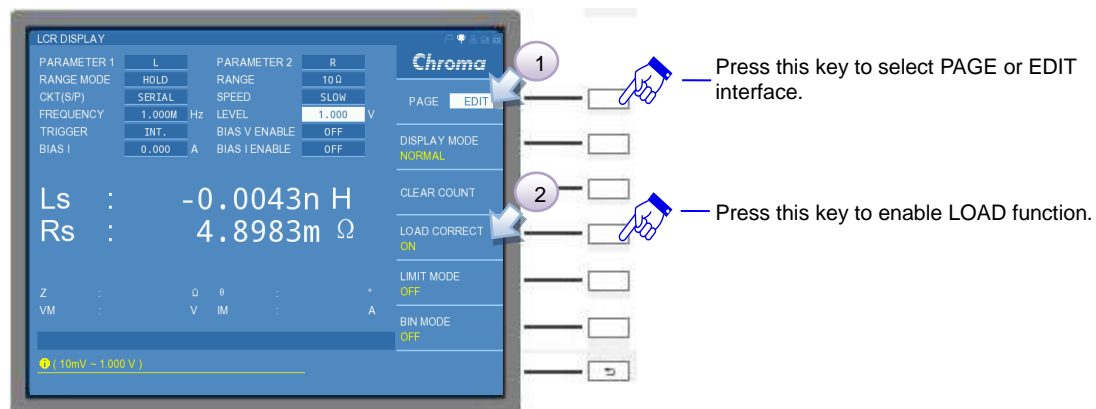 LCR DISPLAY
PARAMETER 1 L PARAMETER 2 R
RANGE MODE HOLD RANGE 10Ω
CKT(S/P) SERIAL SPEED SLOW
FREQUENCY 1.000M Hz LEVEL 1.000 V
TRIGGER INT. BIAS V ENABLE OFF
BIAS I 0.000 A BIAS I ENABLE OFF
Ls : -0.0043n H
Rs : 4.8983m Ω
Z : Ω θ : °
VM : V IM : A
( 10mV ~ 1.000 V )
Chroma
PAGE EDIT
DISPLAY MODE
NORMAL
CLEAR COUNT
LOAD CORRECT
ON
LIMIT MODE
OFF
BIN MODE
OFF
1
Press this key to select PAGE or EDIT
interface.
2
Press this key to enable LOAD function.